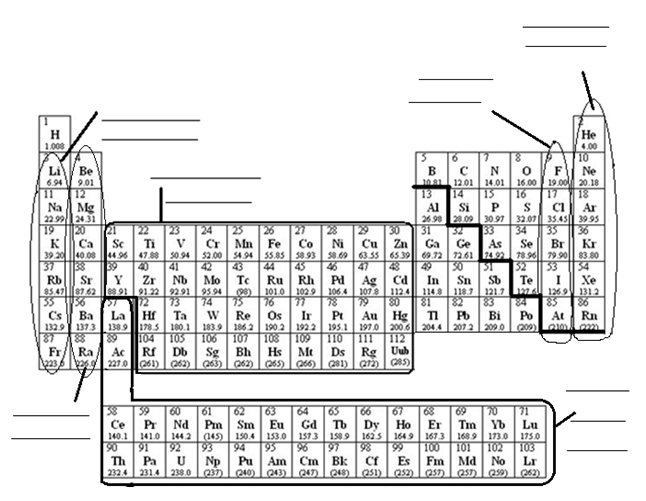 1 2
H He
1.008 4.00
3 4 5 6 7 8 9 10
Li Be B C N O F Ne
6.94 9.01 10.81 12.01 14.01 16.00 19.00 20.18
11 12 13 14 15 16 17 18
Na Mg Al Si P S Cl Ar
22.99 24.31 26.98 28.09 30.97 32.07 35.45 39.95
19 20 21 22 23 24 25 26 27 28 29 30 31 32 33 34 35 36
K Ca Sc Ti V Cr Mn Fe Co Ni Cu Zn Ga Ge As Se Br Kr
39.20 40.08 44.96 47.88 50.94 52.00 54.94 55.85 58.93 58.69 63.55 65.39 69.72 72.61 74.92 78.96 79.90 83.80
37 38 39 40 41 42 43 44 45 46 47 48 49 50 51 52 53 54
Rb Sr Y Zr Nb Mo Tc Ru Rh Pd Ag Cd In Sn Sb Te I Xe
85.47 87.62 88.91 91.22 92.91 95.94 (98) 101.0 102.9 106.4 107.8 112.4 114.8 118.7 121.7 127.6 126.9 131.2
55 56 57 72 73 74 75 76 77 78 79 80 81 82 83 84 85 86
Cs Ba La Hf Ta W Re Os Ir Pt Au Hg Tl Pb Bi Po At Rn
132.9 137.3 138.9 178.5 180.1 183.9 186.2 190.2 192.2 195.1 197.0 200.6 204.4 207.2 209.0 (209) (210) (222)
87 88 89 104 105 106 107 108 109 110 111 112
Fr Ra Ac Rf Db Sg Bh Hs Mt Ds Rg Uub
223.0 226.0 227.0 (261) (262) (263) (262) (265) (266) (281) (272) (285)
58 59 60 61 62 63 64 65 66 67 68 69 70 71
Ce Pr Nd Pm Sm Eu Gd Tb Dy Ho Er Tm Yb Lu
140.1 141.0 144.2 (145) 150.4 153.0 157.3 158.9 162.5 164.9 167.3 168.9 173.0 175.0
90 91 92 93 94 95 96 97 98 99 100 101 102 103
Th Pa U Np Pu Am Cm Bk Cf Es Fm Md No Lr
232.4 231.4 238.0 (237) (240) (243) (247) (248) (251) (252) (257) (257) (259) (262)